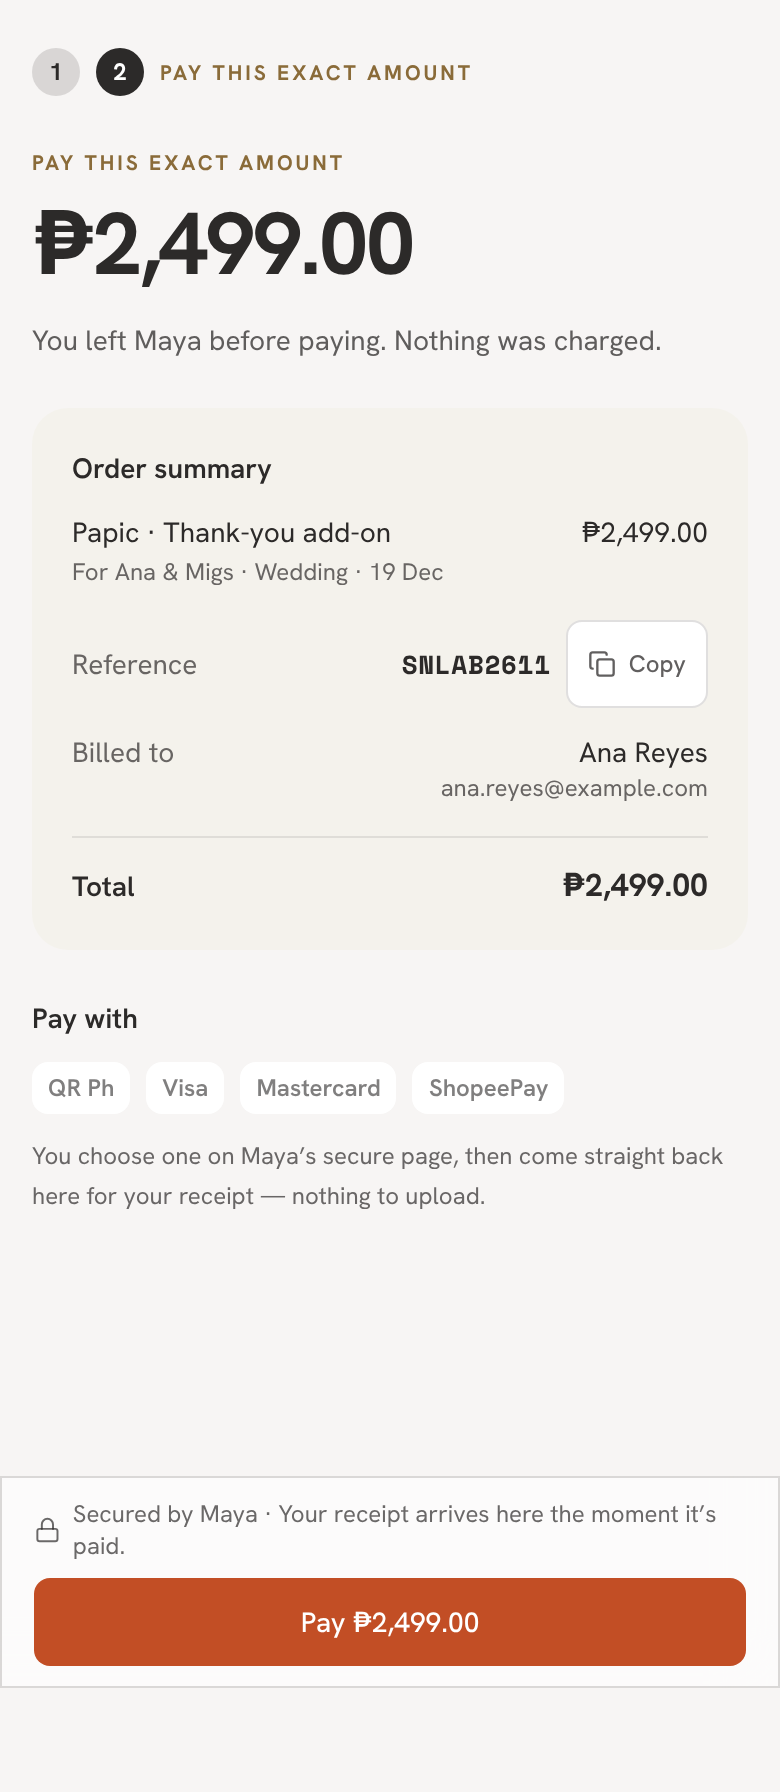 1 2 PAY THIS EXACT AMOUNT
PAY THIS EXACT AMOUNT
₱2,499.00
You left Maya before paying. Nothing was charged.
Order summary
Papic · Thank-you add-on ₱2,499.00
For Ana & Migs · Wedding · 19 Dec
Reference SNLAB2611 Copy
Billed to Ana Reyes
ana.reyes@example.com
Total ₱2,499.00
Pay with
QR Ph Visa Mastercard ShopeePay
You choose one on Maya’s secure page, then come straight back
here for your receipt — nothing to upload.
Secured by Maya · Your receipt arrives here the moment it’s
paid.
Pay ₱2,499.00